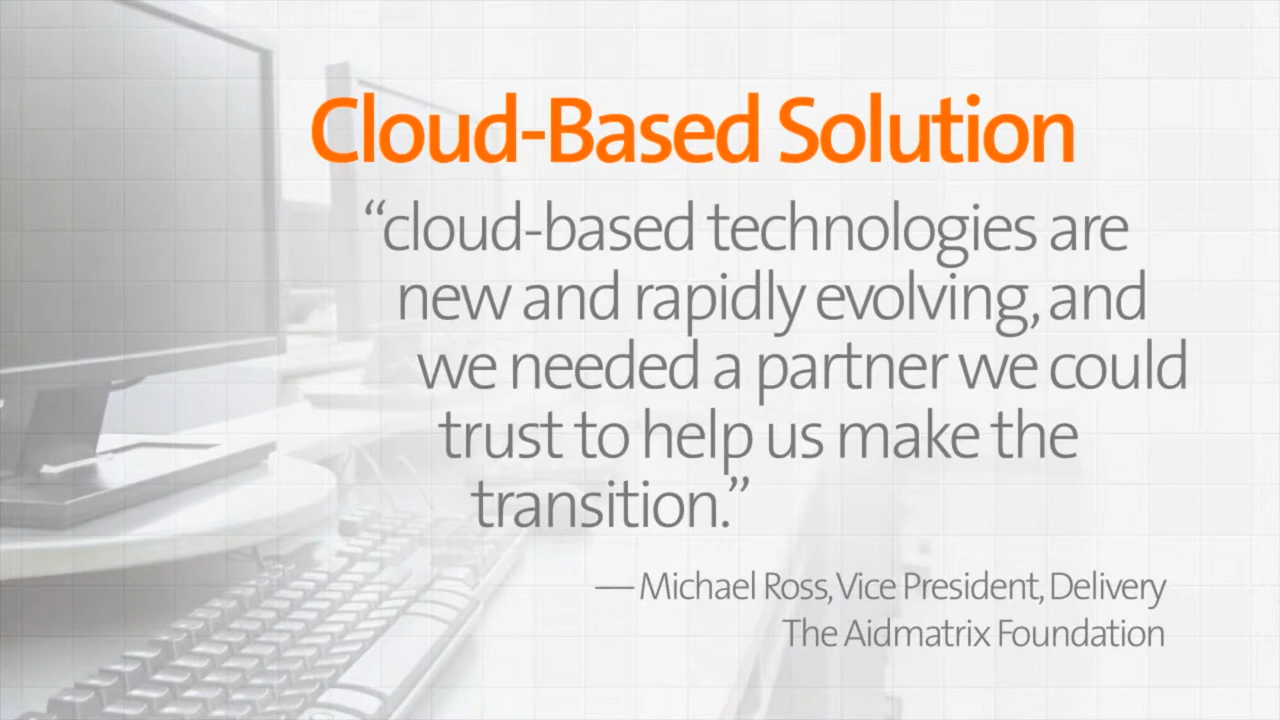 Cloud-Based Solution
“cloud-based technologies are
new and rapidly evolving, and
we needed a partner we could
trust to help us make the
transition.”
— Michael Ross, Vice President, Delivery
The Aidmatrix Foundation